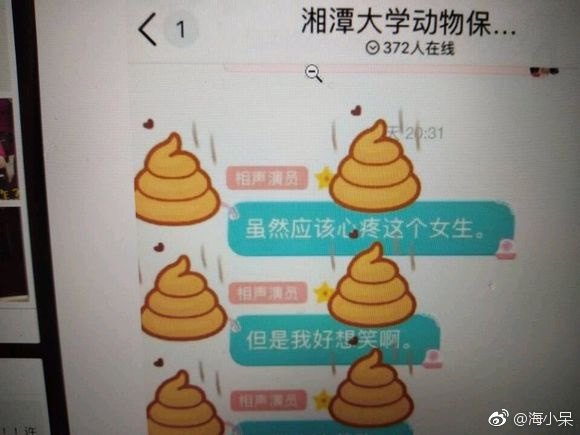 1
湘潭大学动物保...
372人在线
天 20:31
相声演员
虽然应该心疼这个女生。
相声演员
但是我好想笑啊。
相声演员
！！许
@海小呆